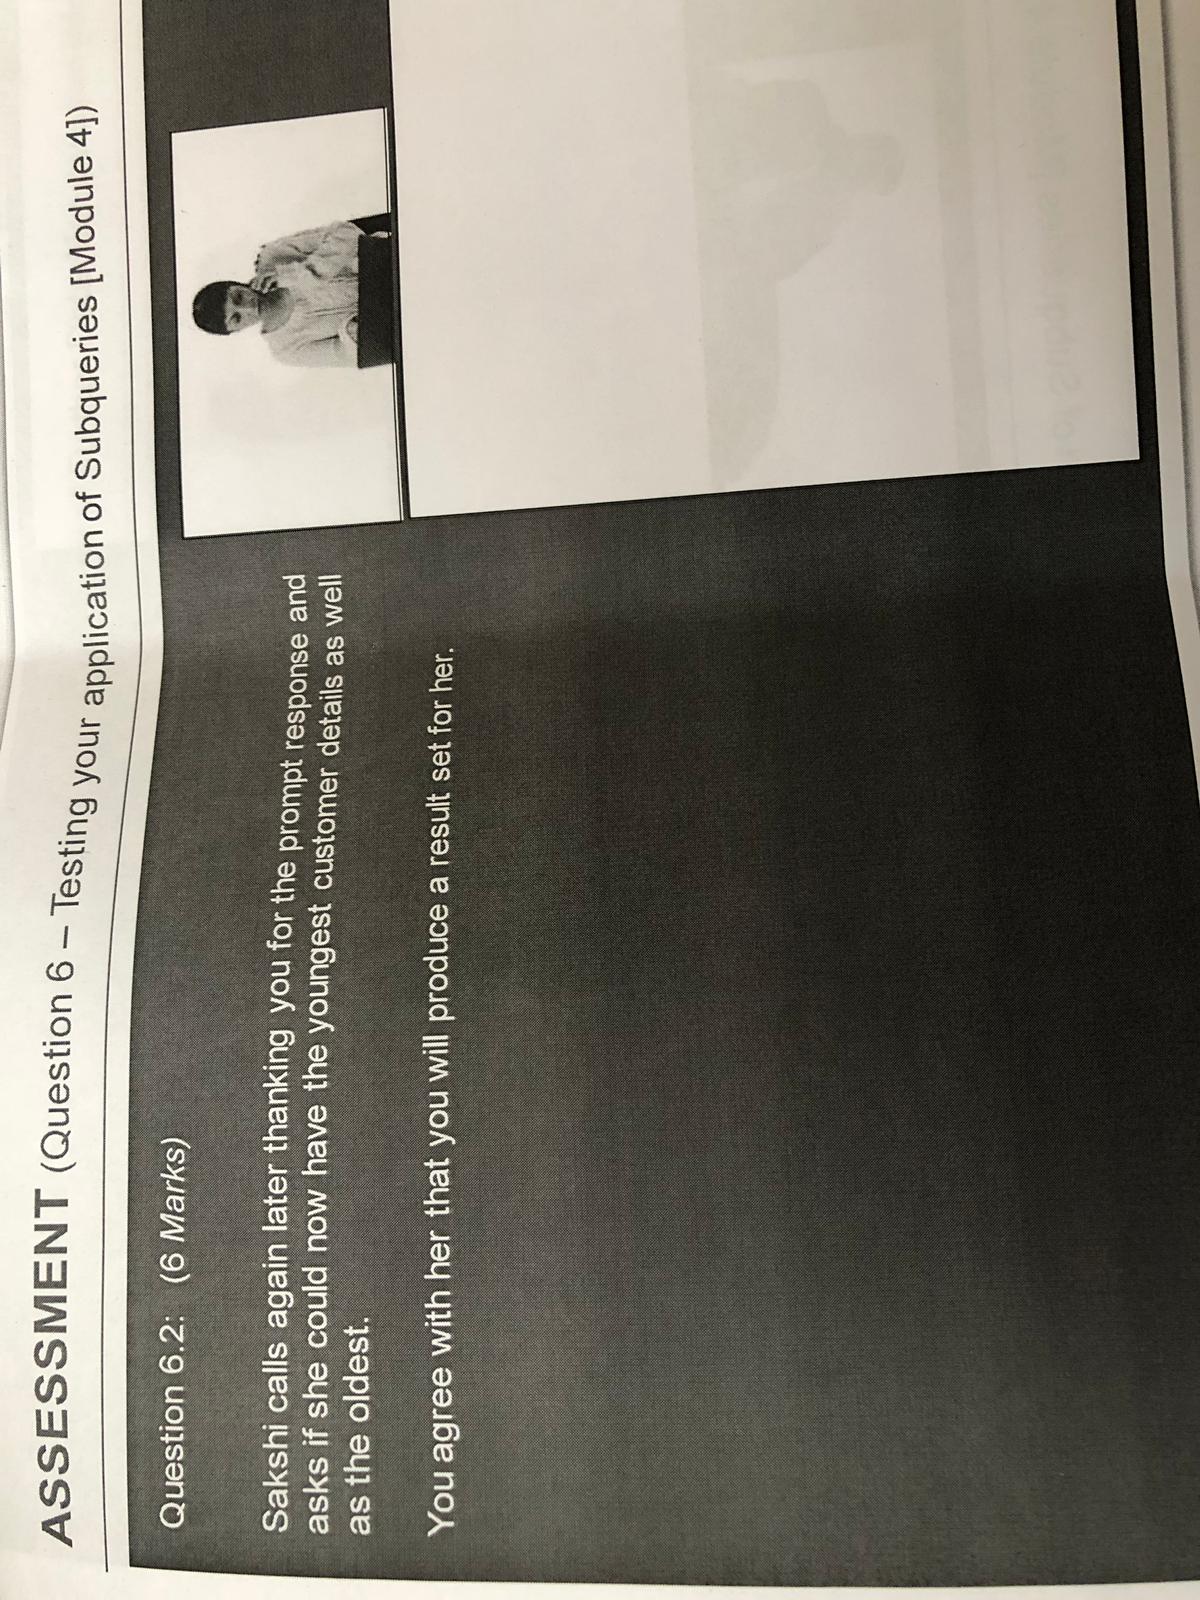 ASSESSMENT (Question 6 – Testing your application of Subqueries [Module 4])
Question 6.2: (6 Marks)
Sakshi calls again later thanking you for the prompt response and
asks if she could now have the youngest customer details as well
as the oldest.
You agree with her that you will produce a result set for her.